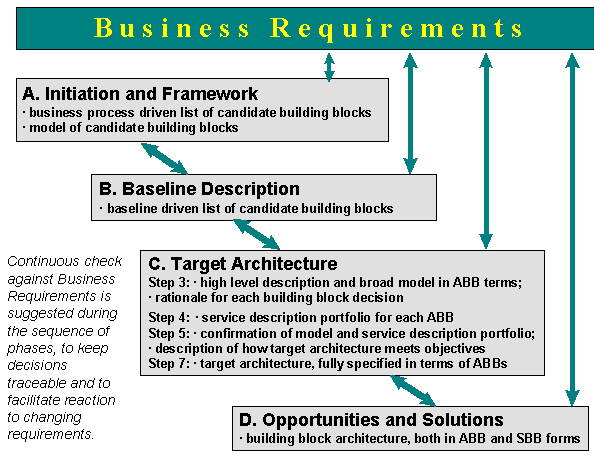 Business Requirements
A. Initiation and Framework
· business process driven list of candidate building blocks
· model of candidate building blocks
B. Baseline Description
· baseline driven list of candidate building blocks
C. Target Architecture
Step 3: · high level description and broad model in ABB terms;
· rationale for each building block decision
Step 4: · service description portfolio for each ABB
Step 5: · confirmation of model and service description portfolio;
· description of how target architecture meets objectives
Step 7: · target architecture, fully specified in terms of ABBs
D. Opportunities and Solutions
· building block architecture, both in ABB and SBB forms
Continuous check
against Business
Requirements is
suggested during
the sequence of
phases, to keep
decisions
traceable and to
facilitate reaction
to changing
requirements.